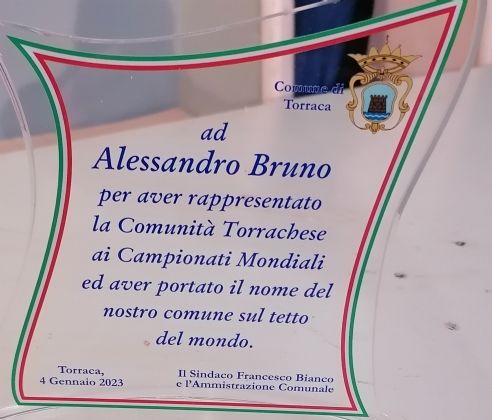 Comune di
Torraca
ad
Alessandro Bruno
per aver rappresentato
la Comunità Torrachese
ai Campionati Mondiali
ed aver portato il nome del
nostro comune sul tetto
del mondo.
Torraca,
4 Gennaio 2023
Il Sindaco Francesco Bianco
e l'Ammistrazione Comunale